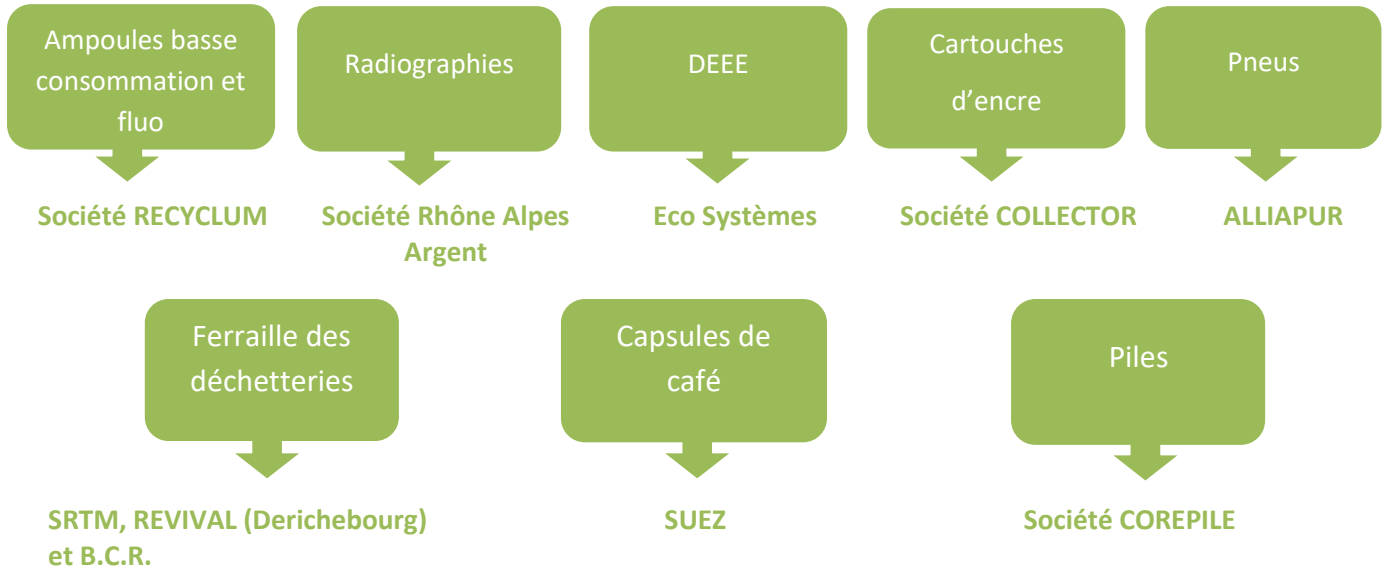 Ampoules basse
consommation et
fluo
Radiographies
DEEE
Cartouches
d’encre
Pneus
Société RECYCLUM
Société Rhône Alpes
Argent
Eco Systèmes
Société COLLECTOR
ALLIAPUR
Ferraille des
déchetteries
Capsules de
café
Piles
SRTM, REVIVAL (Derichebourg)
et B.C.R.
SUEZ
Société COREPILE